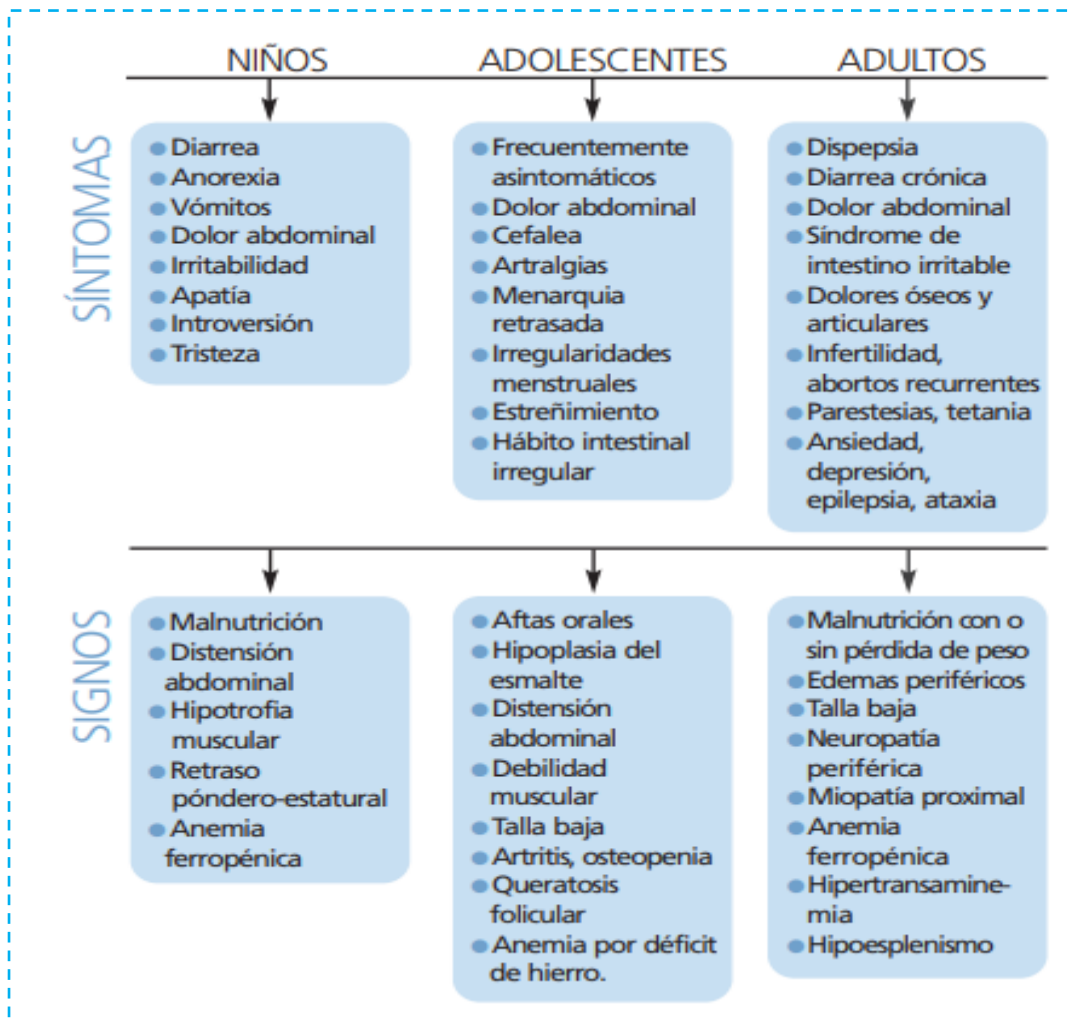 NIÑOS
ADOLESCENTES
ADULTOS
SÍNTOMAS
● Diarrea
● Anorexia
● Vómitos
● Dolor abdominal
● Irritabilidad
● Apatía
● Introversión
● Tristeza
● Frecuentemente
asintomáticos
● Dolor abdominal
● Cefalea
● Artralgias
● Menarquia
retrasada
● Irregularidades
menstruales
● Estreñimiento
● Hábito intestinal
irregular
● Dispepsia
● Diarrea crónica
● Dolor abdominal
● Síndrome de
intestino irritable
● Dolores óseos y
articulares
● Infertilidad,
abortos recurrentes
● Parestesias, tetania
● Ansiedad,
depresión,
epilepsia, ataxia
SIGNOS
● Malnutrición
● Distensión
abdominal
● Hipotrofia
muscular
● Retraso
póndero-estatural
● Anemia
ferropénica
● Aftas orales
● Hipoplasia del
esmalte
● Distensión
abdominal
● Debilidad
muscular
● Talla baja
● Artritis, osteopenia
● Queratosis
folicular
● Anemia por déficit
de hierro.
● Malnutrición con o
sin pérdida de peso
● Edemas periféricos
● Talla baja
● Neuropatía
periférica
● Miopatía proximal
● Anemia
ferropénica
● Hipertransamine-
mia
● Hipoesplenismo